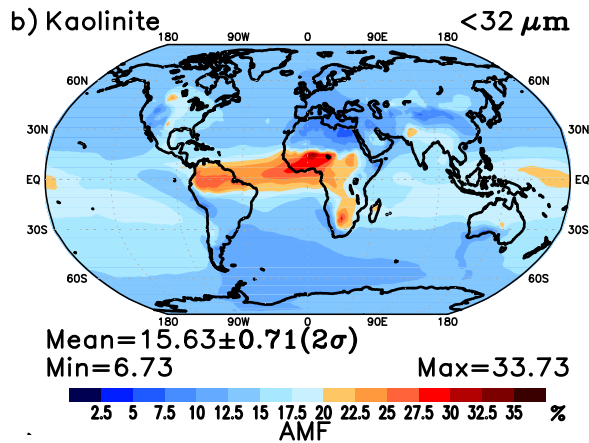 b) Kaolinite <32 μm
180 90W 0 90E 180
60N 60N
30N 30N
EQ EQ
30S 30S
60S 60S
180 90W 0 90E 180
Mean=15.63±0.71(2σ)
Min=6.73 Max=33.73
2.5 5 7.5 10 12.5 15 17.5 20 22.5 25 27.5 30 32.5 35 %
AMF